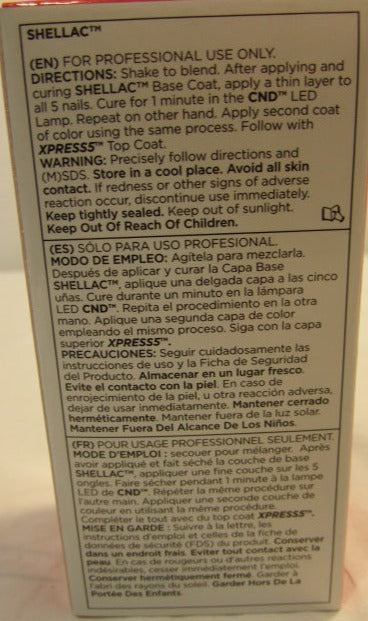 SHELLAC™
(EN) FOR PROFESSIONAL USE ONLY.
DIRECTIONS: Shake to blend. After applying and
curing SHELLAC™ Base Coat, apply a thin layer to
all 5 nails. Cure for 1 minute in the CND™ LED
Lamp. Repeat on other hand. Apply second coat
of color using the same process. Follow with
XPRESS5™ Top Coat.
WARNING: Precisely follow directions and
(M)SDS. Store in a cool place. Avoid all skin
contact. If redness or other signs of adverse
reaction occur, discontinue use immediately.
Keep tightly sealed. Keep out of sunlight.
Keep Out Of Reach Of Children.
(ES) SÓLO PARA USO PROFESIONAL.
MODO DE EMPLEO: Agítela para mezclarla.
Después de aplicar y curar la Capa Base
SHELLAC™, aplique una delgada capa a las cinco
uñas. Cure durante un minuto en la lámpara
LED CND™. Repita el procedimiento en la otra
mano. Aplique una segunda capa de color
empleando el mismo proceso. Siga con la capa
superior XPRESS5™.
PRECAUCIONES: Seguir cuidadosamente las
instrucciones de uso y la Ficha de Seguridad
del Producto. Almacenar en un lugar fresco.
Evite el contacto con la piel. En caso de
enrojecimiento de la piel, u otra reacción adversa,
dejar de usar inmediatamente. Mantener cerrado
herméticamente. Mantener fuera de la luz solar.
Mantener Fuera Del Alcance De Los Niños.
(FR) POUR USAGE PROFESSIONNEL SEULEMENT.
MODE D'EMPLOI : secouer pour mélanger. Après
avoir appliqué et fait séché la couche de base
SHELLAC™, appliquer une fine couche sur les 5
ongles. Faire sécher pendant 1 minute à la lampe
LED de CND™. Répéter la même procédure sur
l'autre main. Appliquer une seconde couche de
couleur en utilisant la même procédure.
Compléter le tout avec du top coat XPRESS5™.
MISE EN GARDE : Suivre à la lettre, les
instructions d'emploi et celles de la fiche de
données de sécurité (FDS) du produit. Conserver
dans un endroit frais. Eviter tout contact avec la
peau. En cas de rougeurs ou d'autres réactions
indésirables, cesser immédiatement l'emploi.
Conserver hermétiquement fermé. Garder à
l'abri des rayons du soleil. Garder Hors De La
Portée Des Enfants.